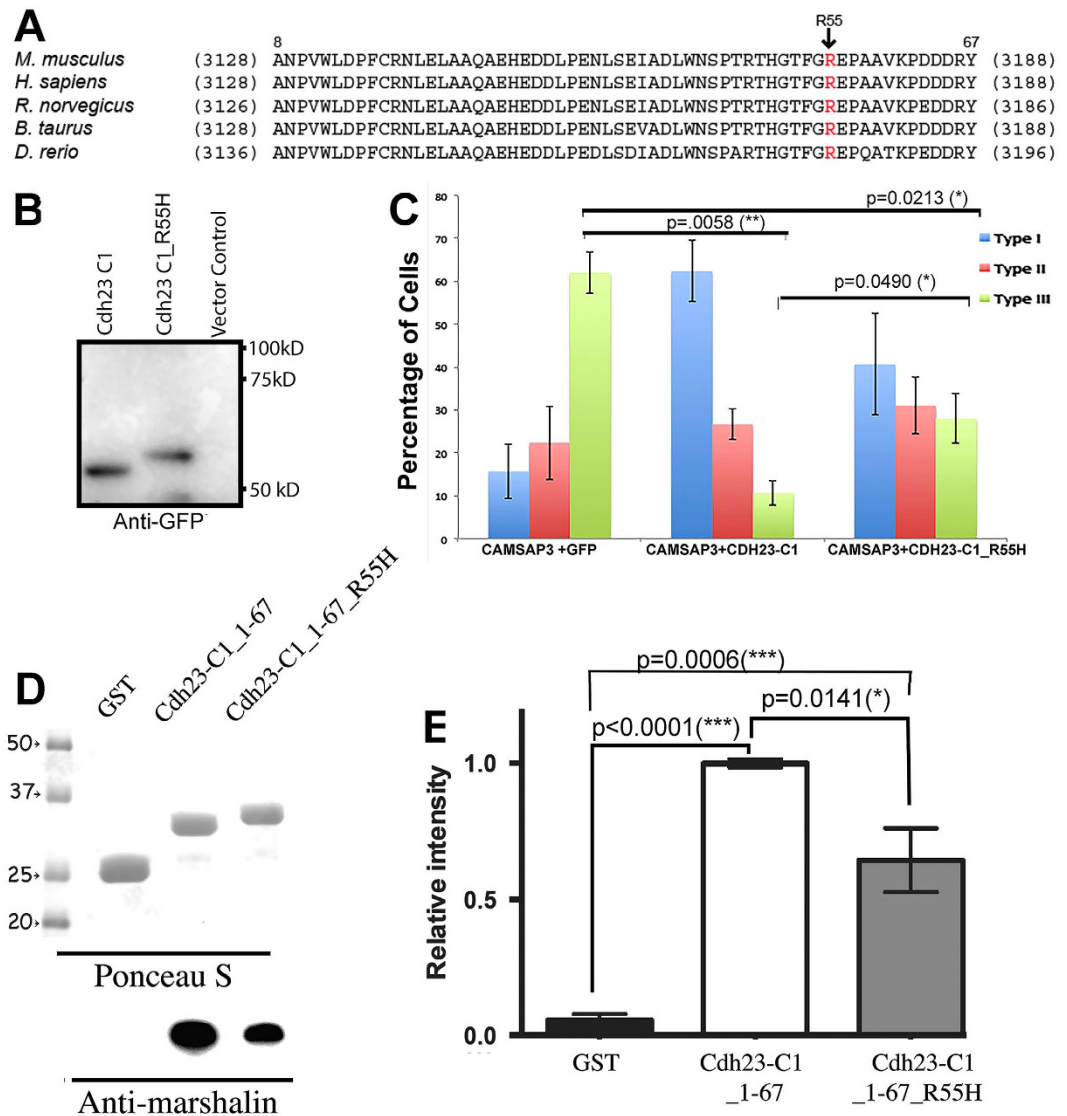 A
R55
8 67
M. musculus (3128) ANPVWLDPFCRNLELAAQAEHEDDLPENLSEIADLWNSPTRTHGTFGREPAAVKPDDDRY (3188)
H. sapiens (3128) ANPVWLDPFCRNLELAAQAEHEDDLPENLSEIADLWNSPTRTHGTFGREPAAVKPDDDRY (3188)
R. norvegicus (3126) ANPVWLDPFCRNLELAAQAEHEDDLPENLSEIADLWNSPTRTHGTFGREPAAVKPDDDRY (3186)
B. taurus (3128) ANPVWLDPFCRNLELAAQAEHEDDLPENLSEVADLWNSPTRTHGTFGREPAAVKPDDDRY (3188)
D. rerio (3136) ANPVWLDPFCRNLELAAQAEHEDDLPEDLSDIADLWNSPARTHGTFGREPQATKPEDDRY (3196)
B
Cdh23 C1
Cdh23 C1_R55H
Vector Control
100kD
75kD
50 kD
Anti-GFP
C
Percentage of Cells
80
70
60
50
40
30
20
10
0
p=0.0213 (*)
p=.0058 (**)
p=0.0490 (*)
Type I
Type II
Type III
CAMSAP3 +GFP
CAMSAP3+CDH23-C1
CAMSAP3+CDH23-C1_R55H
D
GST
Cdh23-C1_1-67
Cdh23-C1_1-67_R55H
50
37
25
20
Ponceau S
Anti-marshalin
E
Relative intensity
1.0
0.5
0.0
p=0.0006(***)
p<0.0001(***)
p=0.0141(*)
GST
Cdh23-C1
_1-67
Cdh23-C1
_1-67_R55H